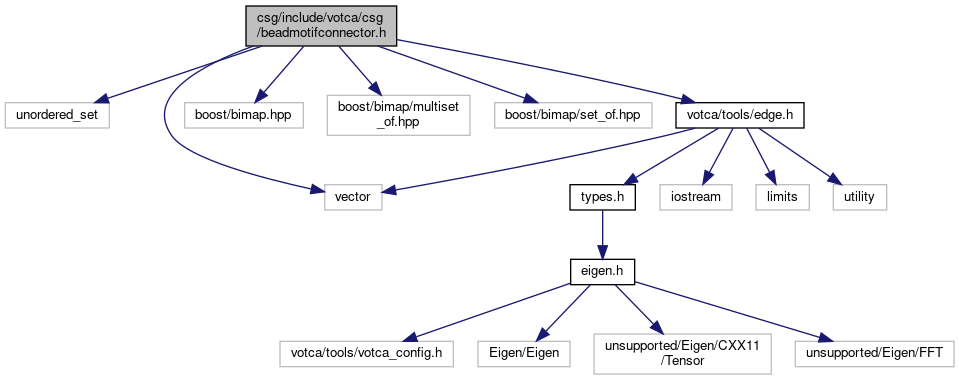 csg/include/votca/csg
/beadmotifconnector.h
unordered_set
boost/bimap.hpp
boost/bimap/multiset
_of.hpp
boost/bimap/set_of.hpp
votca/tools/edge.h
vector
types.h
iostream
limits
utility
eigen.h
votca/tools/votca_config.h
Eigen/Eigen
unsupported/Eigen/CXX11
/Tensor
unsupported/Eigen/FFT